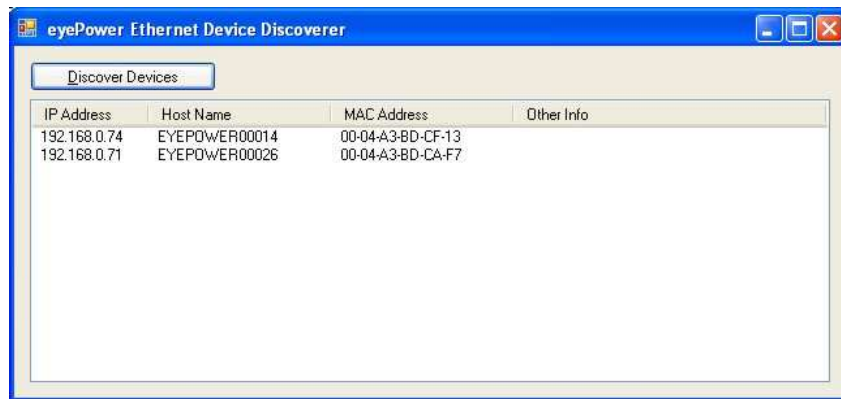 eyePower Ethernet Device Discoverer
Discover Devices
IP Address Host Name MAC Address Other Info
192.168.0.74 EYEPOWER00014 00-04-A3-BD-CF-13
192.168.0.71 EYEPOWER00026 00-04-A3-BD-CA-F7